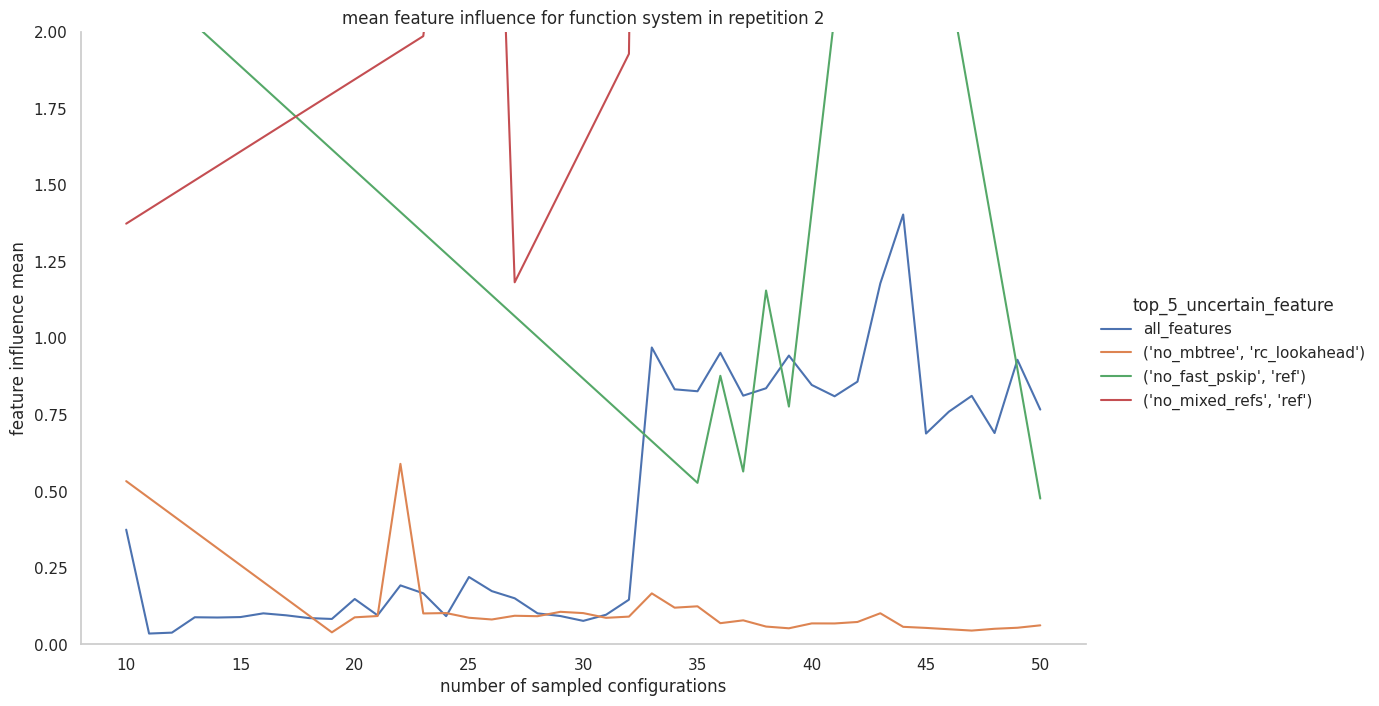 mean feature influence for function system in repetition 2
feature influence mean
2.00
1.75
1.50
1.25
1.00
0.75
0.50
0.25
0.00
10 15 20 25 30 35 40 45 50
number of sampled configurations
top_5_uncertain_feature
all_features
('no_mbtree', 'rc_lookahead')
('no_fast_pskip', 'ref')
('no_mixed_refs', 'ref')